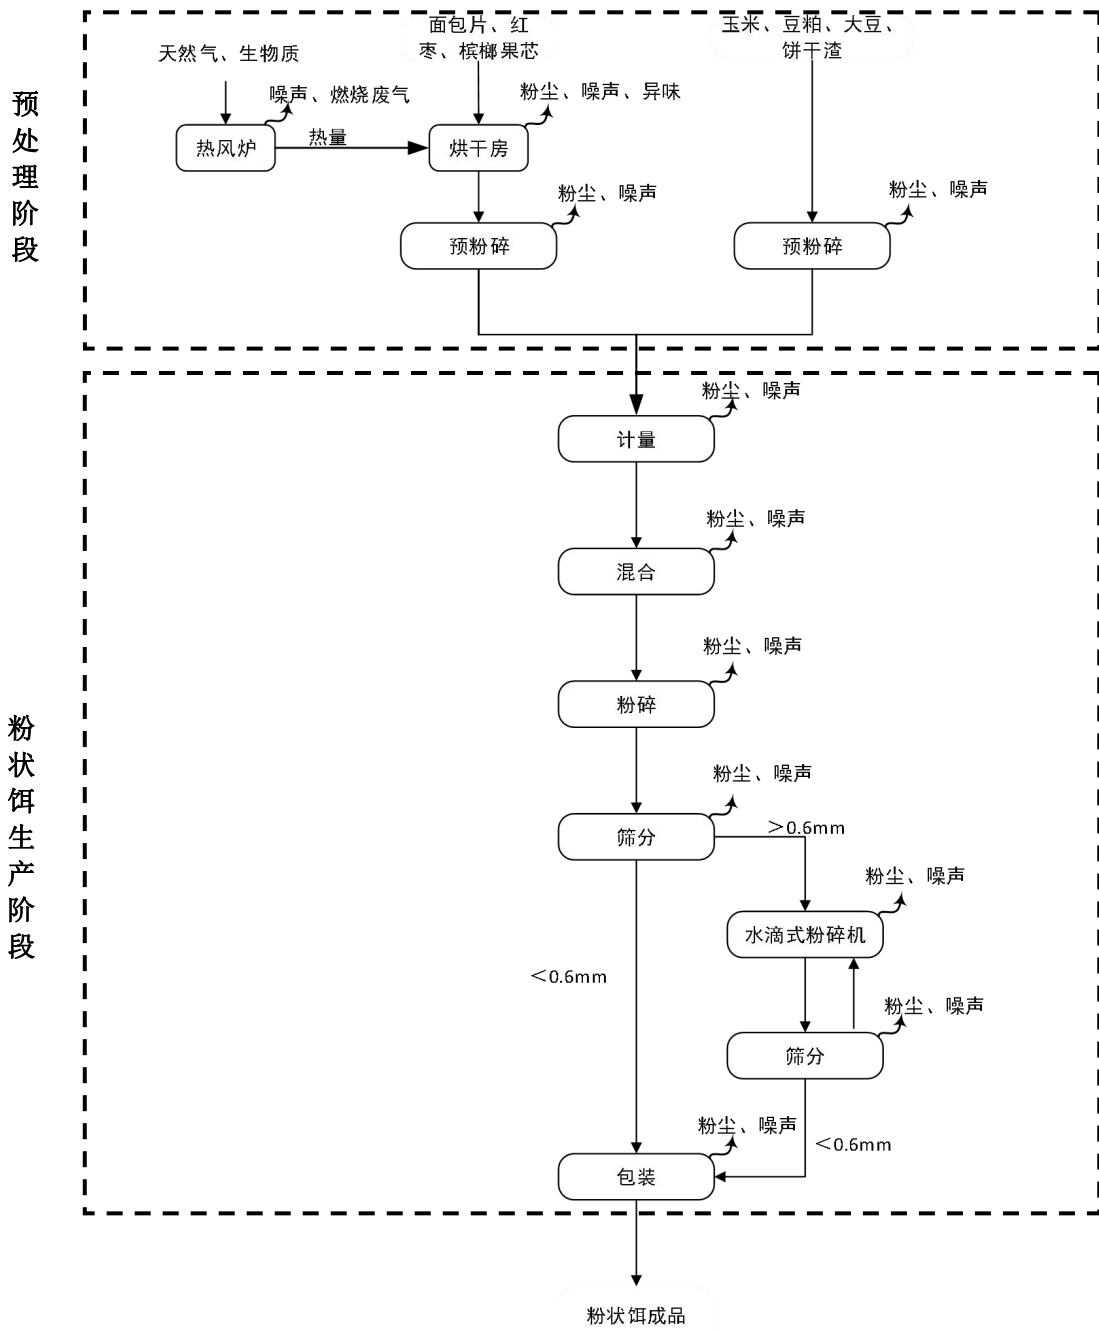 预处理阶段
天然气、生物质
面包片、红
枣、槟榔果芯
玉米、豆粕、大豆、
饼干渣
噪声、燃烧废气
粉尘、噪声、异味
热风炉
热量
烘干房
粉尘、噪声
粉尘、噪声
预粉碎
预粉碎
粉状饵生产阶段
粉尘、噪声
计量
粉尘、噪声
混合
粉尘、噪声
粉碎
粉尘、噪声
筛分
＞0.6mm
粉尘、噪声
水滴式粉碎机
＜0.6mm
粉尘、噪声
筛分
粉尘、噪声
＜0.6mm
包装
粉状饵成品